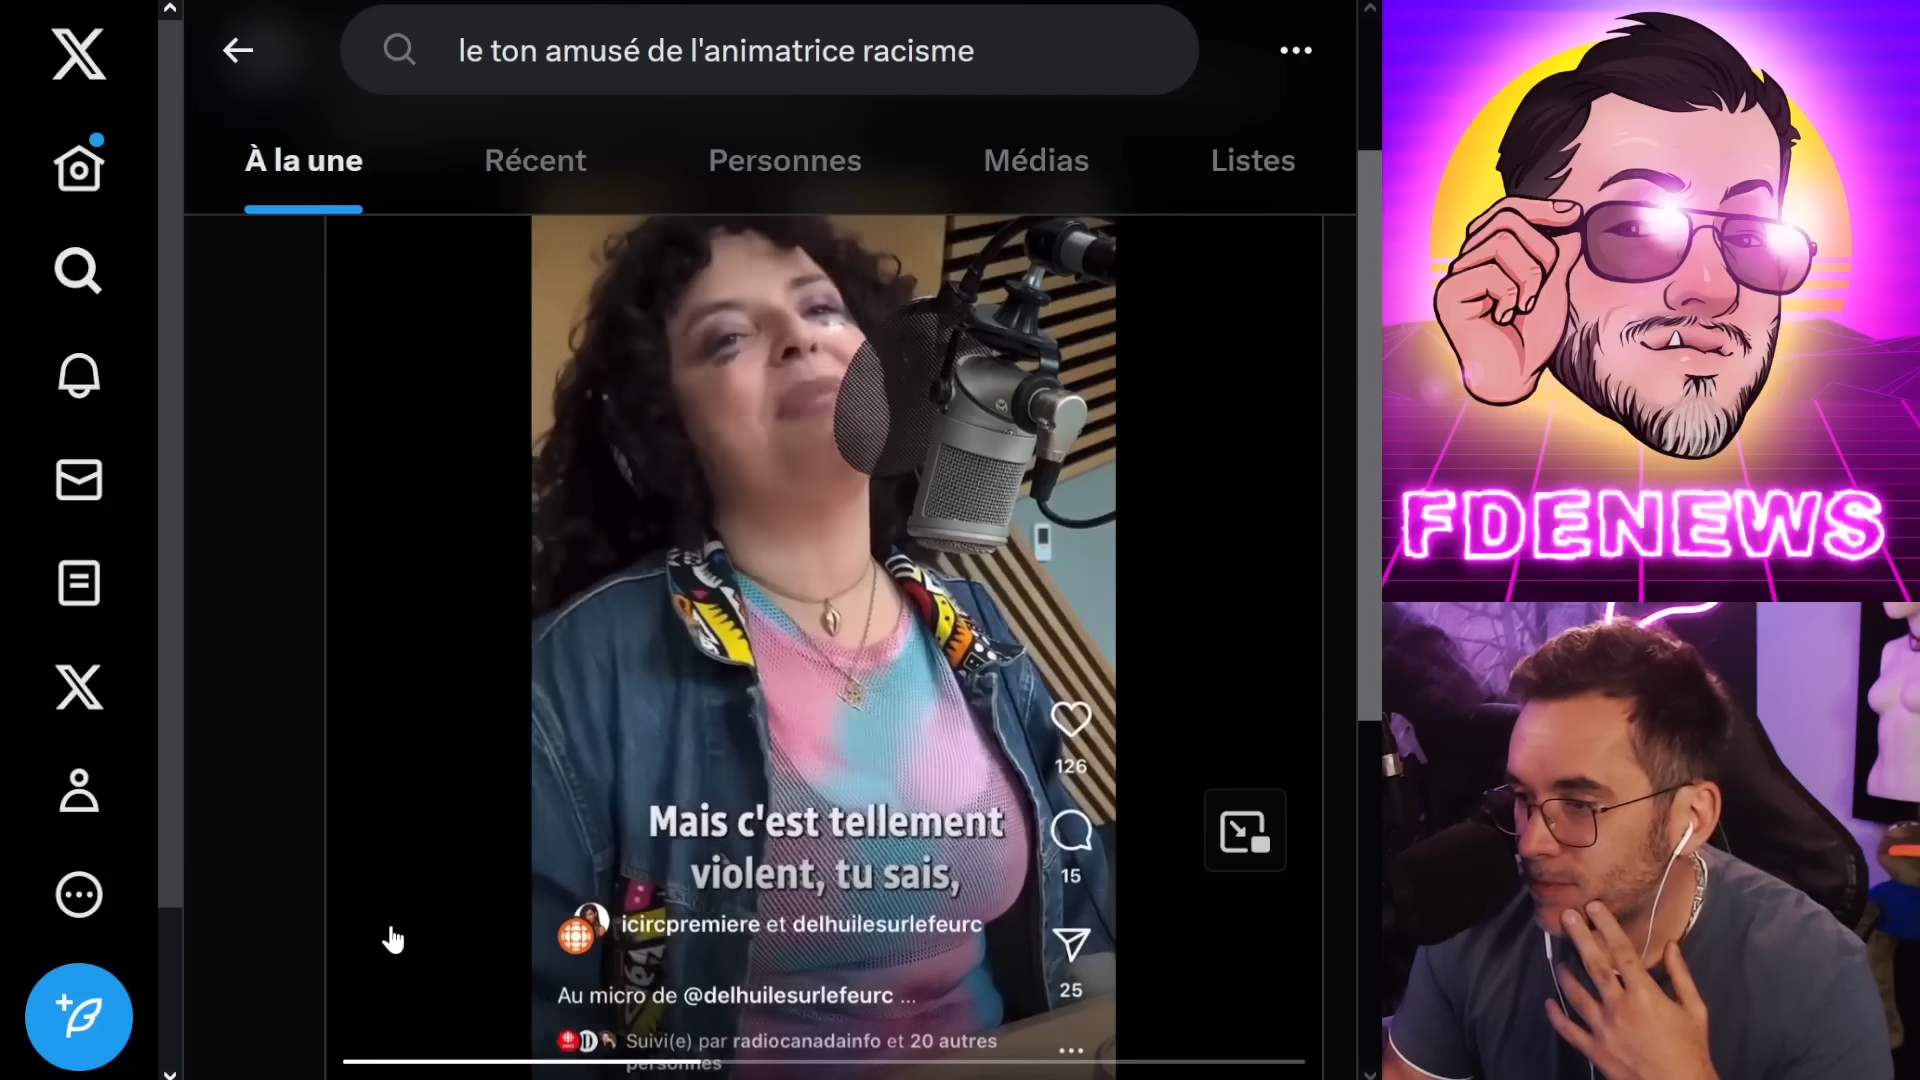 le ton amusé de l'animatrice racisme
À la une
Récent
Personnes
Médias
Listes
Mais c'est tellement
violent, tu sais,
126
15
25
icircpremiere et delhuilesurlefeurc
Au micro de @delhuilesurlefeurc ...
Suivi(e) par radiocanadainfo et 20 autres
personnes
FDENEWS